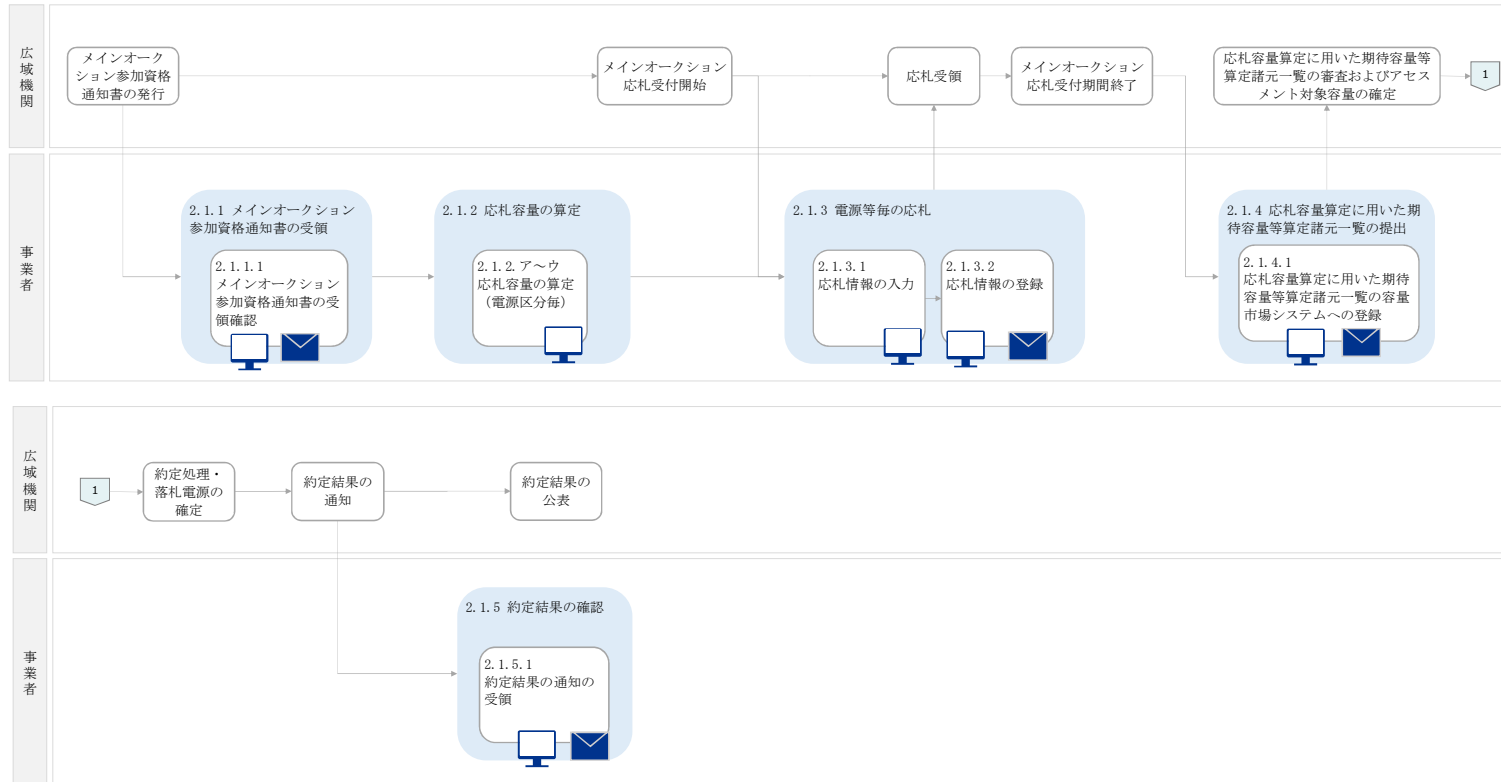 広域機関
メインオーク
ション参加資格
通知書の発行
メインオークション
応札受付開始
応札受領
メインオークション
応札受付期間終了
応札容量算定に用いた期待容量等
算定諸元一覧の審査およびアセス
メント対象容量の確定
1
事業者
2.1.1 メインオークション
参加資格通知書の受領
2.1.1.1
メインオークション
参加資格通知書の受
領確認
2.1.2 応札容量の算定
2.1.2.ア～ウ
応札容量の算定
（電源区分毎）
2.1.3 電源等毎の応札
2.1.3.1
応札情報の入力
2.1.3.2
応札情報の登録
2.1.4 応札容量算定に用いた期
待容量等算定諸元一覧の提出
2.1.4.1
応札容量算定に用いた期待
容量等算定諸元一覧の容量
市場システムへの登録
広域機関
1
約定処理・
落札電源の
確定
約定結果の
通知
約定結果の
公表
事業者
2.1.5 約定結果の確認
2.1.5.1
約定結果の通知の
受領